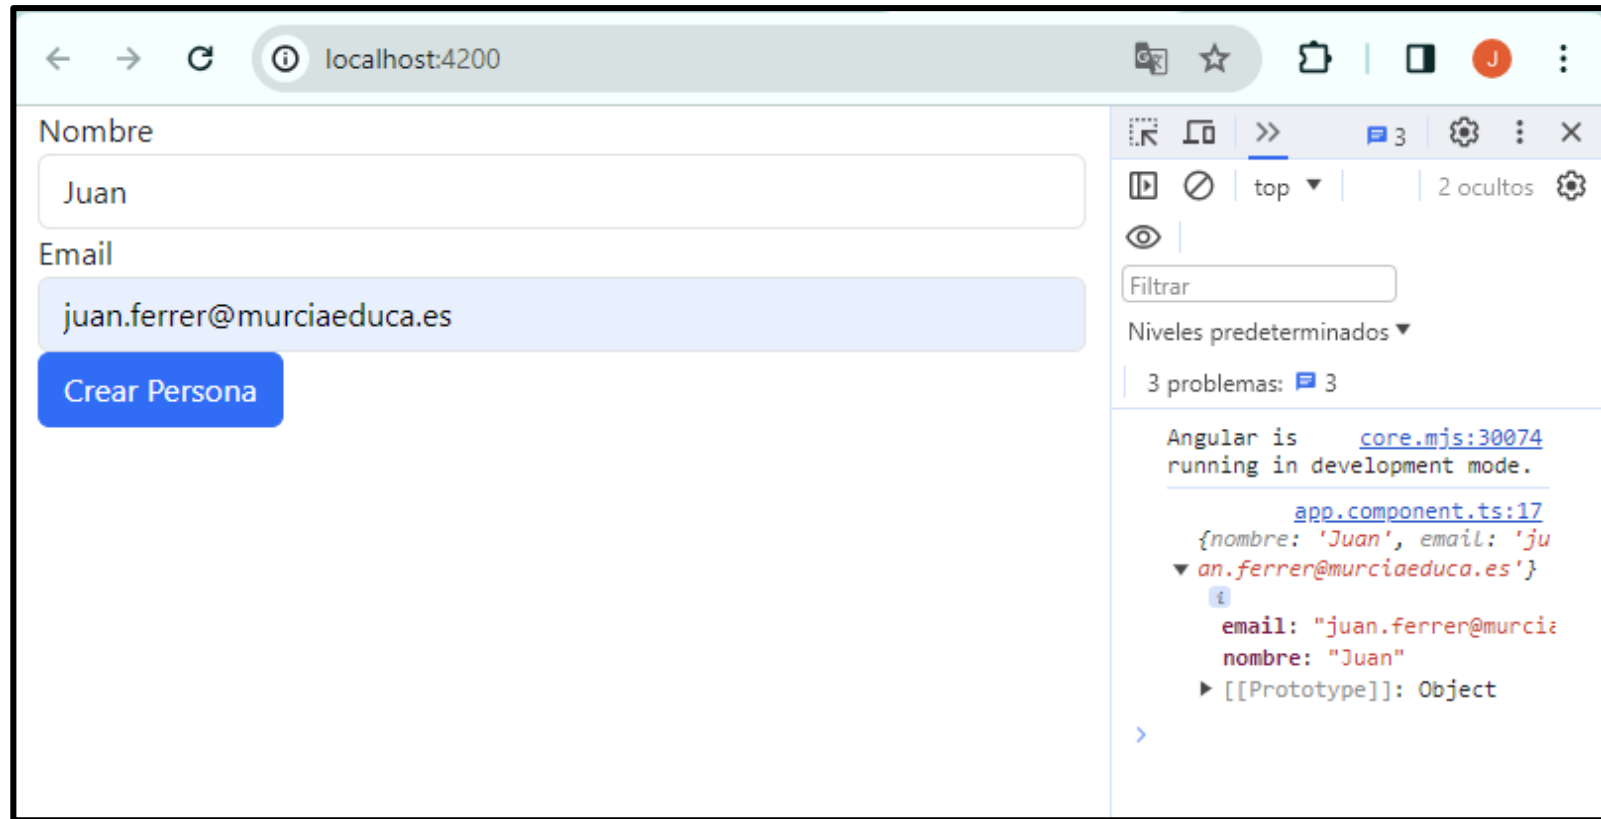 localhost:4200
J
Nombre
Juan
Email
juan.ferrer@murciaeduca.es
Crear Persona
3
top
2 ocultos
Filtrar
Niveles predeterminados
3 problemas: 3
Angular is core.mjs:30074
running in development mode.
app.component.ts:17
{nombre: 'Juan', email: 'ju
an.ferrer@murciaeduca.es'}
i
email: "juan.ferrer@murcia
nombre: "Juan"
[[Prototype]]: Object